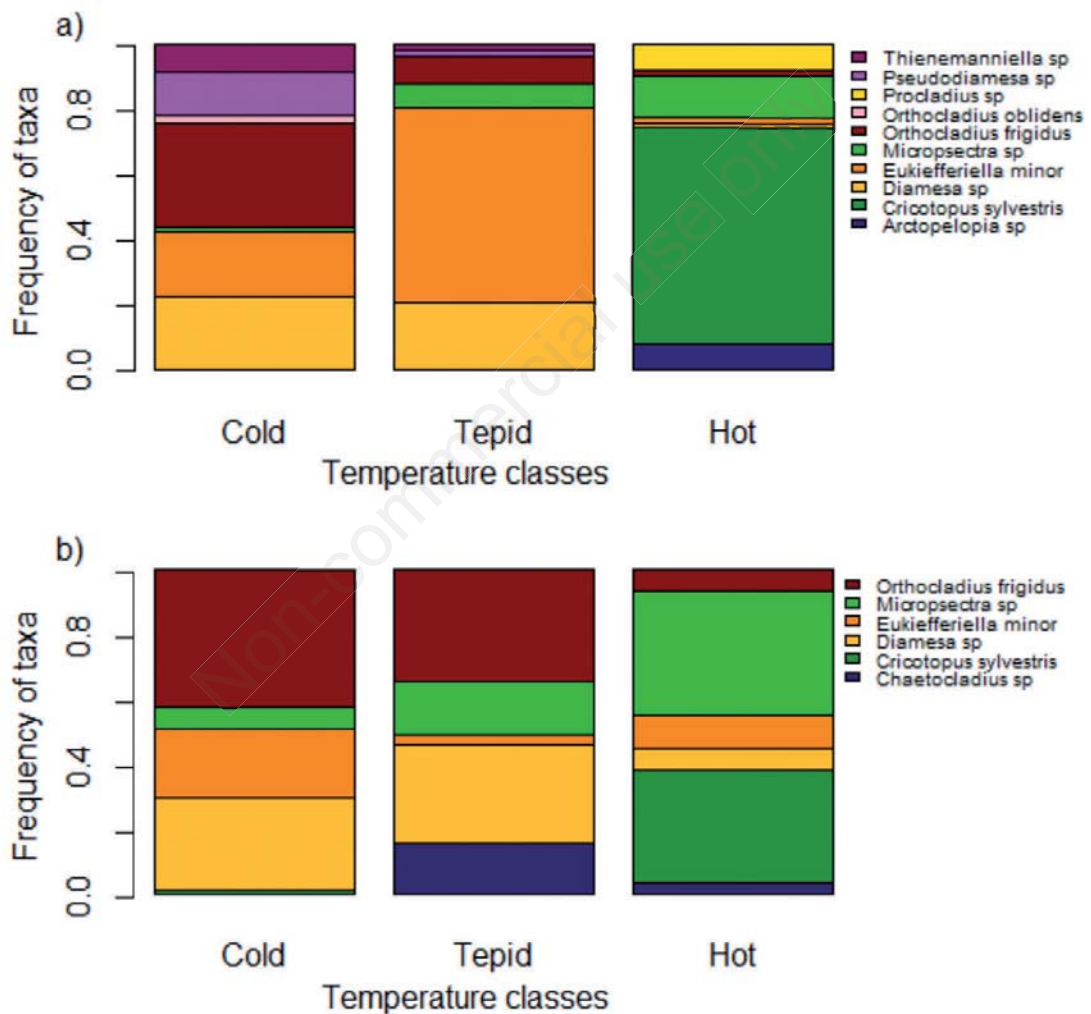 a)
Frequency of taxa
0.8
0.4
0.0
Cold Tepid Hot
Temperature classes
Thienemanniella sp
Pseudodiamesa sp
Procladius sp
Orthocladius oblidens
Orthocladius frigidus
Micropsectra sp
Eukiefferiella minor
Diamesa sp
Cricotopus sylvestris
Arctopelopia sp
b)
Frequency of taxa
0.8
0.4
0.0
Cold Tepid Hot
Temperature classes
Orthocladius frigidus
Micropsectra sp
Eukiefferiella minor
Diamesa sp
Cricotopus sylvestris
Chaetocladius sp
Non-commercial use only